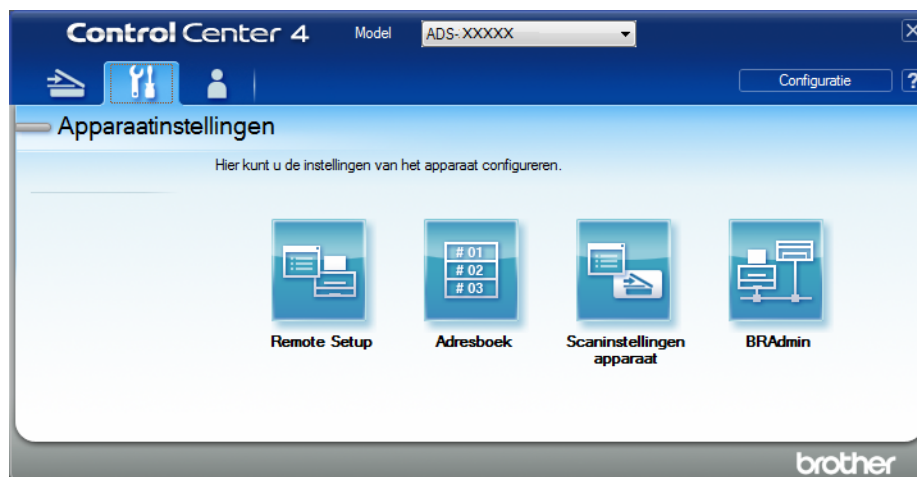 Control Center 4 Model ADS-XXXXX
Configuratie ?
Apparaatinstellingen
Hier kunt u de instellingen van het apparaat configureren.
# 01
# 02
# 03
Remote Setup
Adresboek
Scaninstellingen
apparaat
BRAdmin
brother